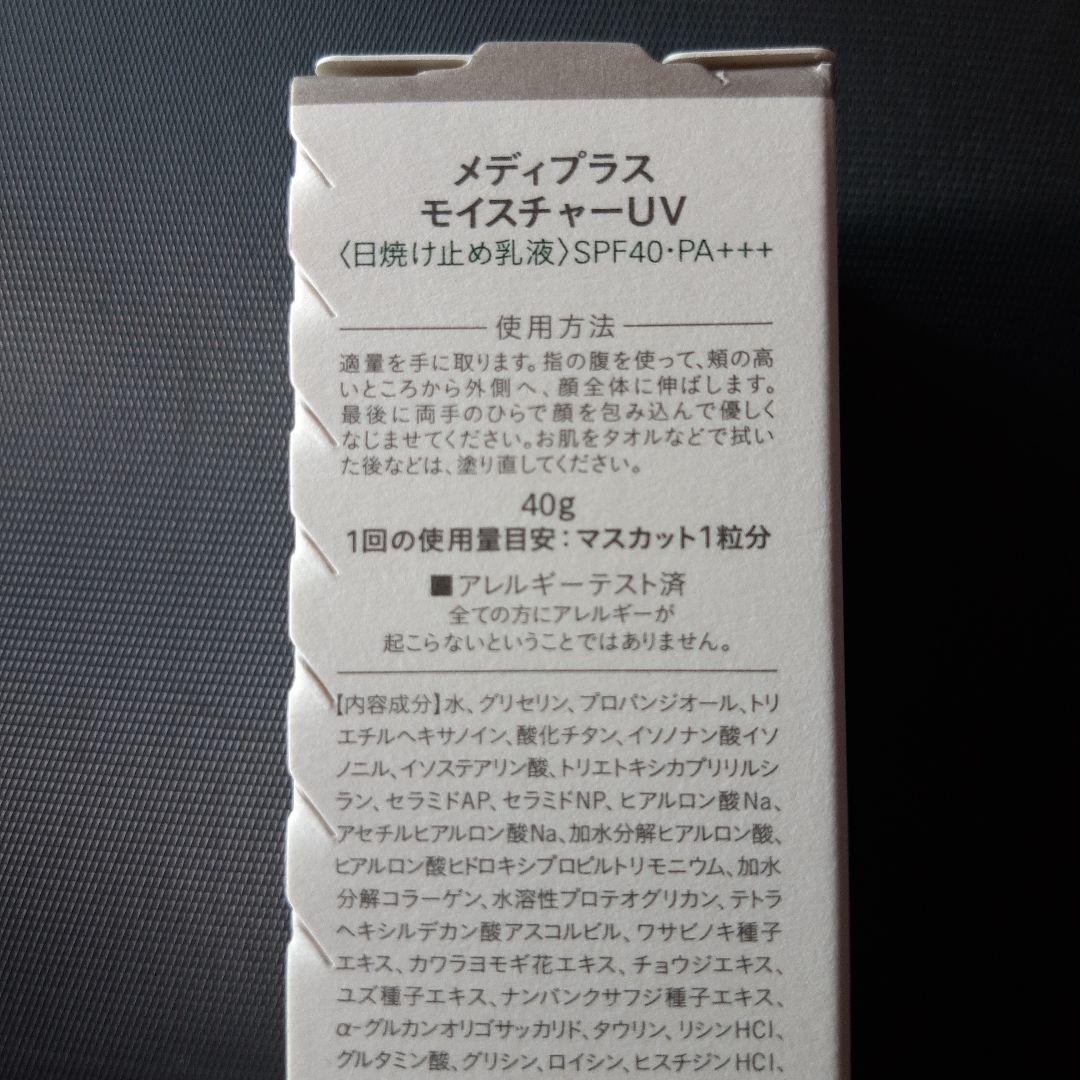 メディプラス
モイスチャーUV
〈日焼け止め乳液〉SPF40・PA+++
使用方法
適量を手に取ります。指の腹を使って、頬の高
いところから外側へ、顔全体に伸ばします。
最後に両手のひらで顔を包み込んで優しく
なじませてください。お肌をタオルなどで拭い
た後などは、塗り直してください。
40g
1回の使用量目安：マスカット1粒分
■アレルギーテスト済
全ての方にアレルギーが
起こらないということではありません。
【内容成分】水、グリセリン、プロパンジオール、トリ
エチルヘキサノイン、酸化チタン、イソノナン酸イソ
ノニル、イソステアリン酸、トリエトキシカプリリルシ
ラン、セラミドAP、セラミドNP、ヒアルロン酸Na、
アセチルヒアルロン酸Na、加水分解ヒアルロン酸、
ヒアルロン酸ヒドロキシプロピルトリモニウム、加水
分解コラーゲン、水溶性プロテオグリカン、テトラ
ヘキシルデカン酸アスコルビル、ワサビノキ種子
エキス、カワラヨモギ花エキス、チョウジエキス、
ユズ種子エキス、ナンバンクサフジ種子エキス、
α-グルカンオリゴサッカリド、タウリン、リシンHCl、
グルタミン酸、グリシン、ロイシン、ヒスチジンHCl、